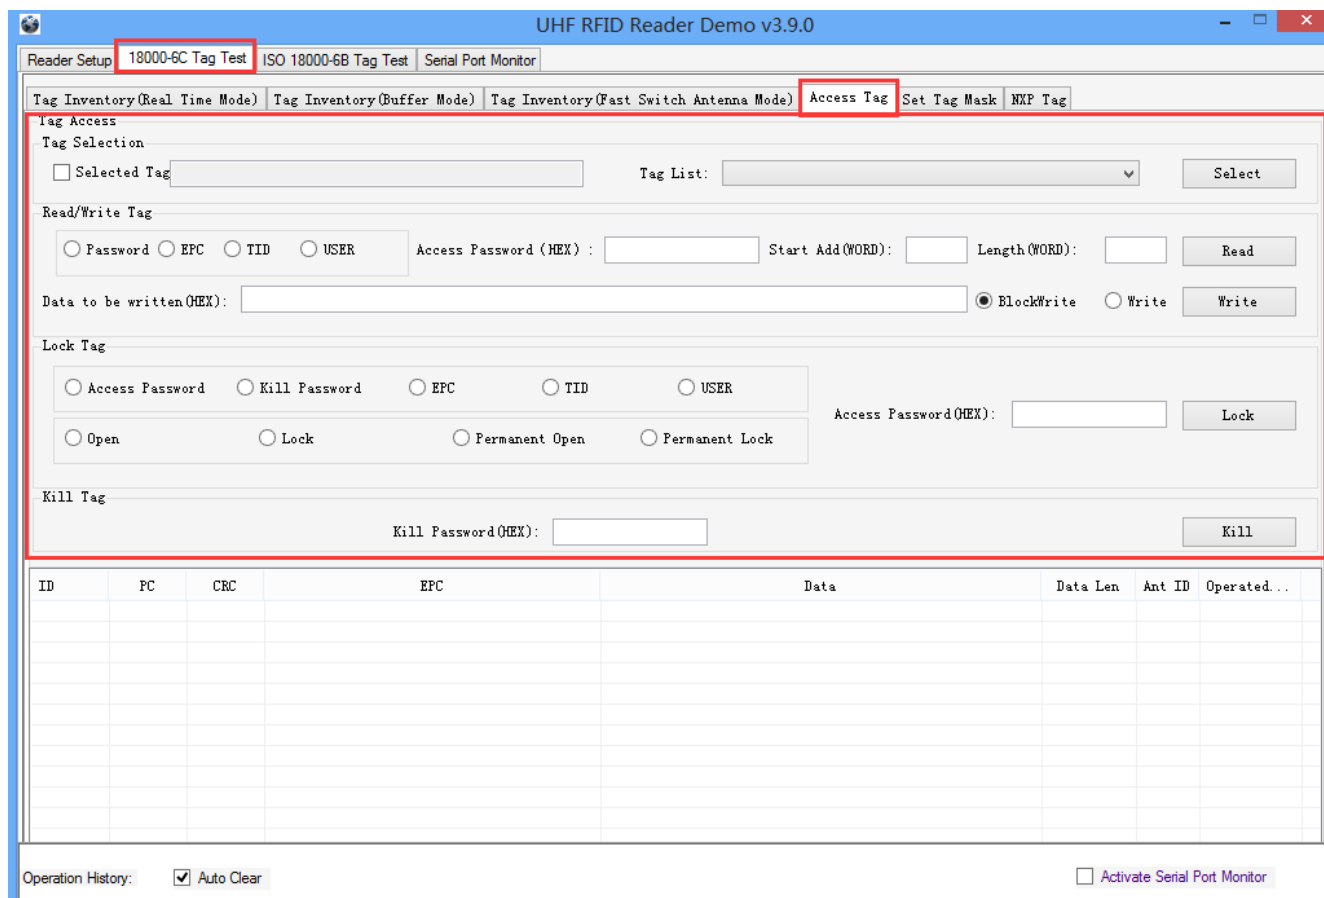 UHF RFID Reader Demo v3.9.0
Reader Setup 18000-6C Tag Test ISO 18000-6B Tag Test Serial Port Monitor
Tag Inventory(Real Time Mode) Tag Inventory(Buffer Mode) Tag Inventory(Fast Switch Antenna Mode) Access Tag Set Tag Mask NXP Tag
Tag Access
Tag Selection
Selected Tag Tag List: Select
Read/Write Tag
Password EPC TID USER Access Password (HEX) : Start Add(WORD): Length(WORD): Read
Data to be written(HEX): BlockWrite Write Write
Lock Tag
Access Password Kill Password EPC TID USER
Access Password(HEX): Lock
Open Lock Permanent Open Permanent Lock
Kill Tag
Kill Password(HEX): Kill
ID PC CRC EPC Data Data Len Ant ID Operated...
Operation History: Auto Clear Activate Serial Port Monitor